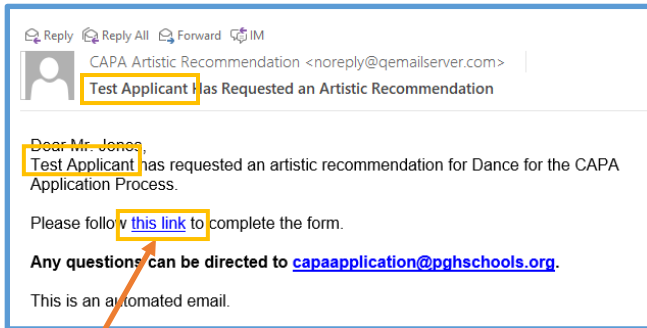 Reply Reply All Forward IM
CAPA Artistic Recommendation <noreply@qemailserver.com>
Test Applicant Has Requested an Artistic Recommendation
Dear Mr. Jones,
Test Applicant has requested an artistic recommendation for Dance for the CAPA
Application Process.
Please follow this link to complete the form.
Any questions can be directed to capaapplication@pghschools.org.
This is an automated email.